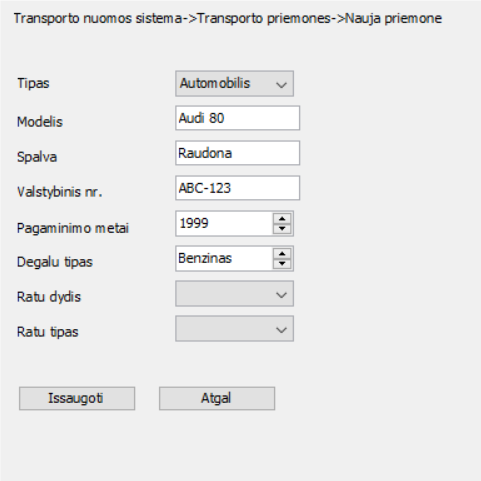 Transporto nuomos sistema->Transporto priemones->Nauja priemone
Tipas Automobilis
Modelis Audi 80
Spalva Raudona
Valstybinis nr. ABC-123
Pagaminimo metai 1999
Degalu tipas Benzinas
Ratu dydis
Ratu tipas
Issaugoti Atgal